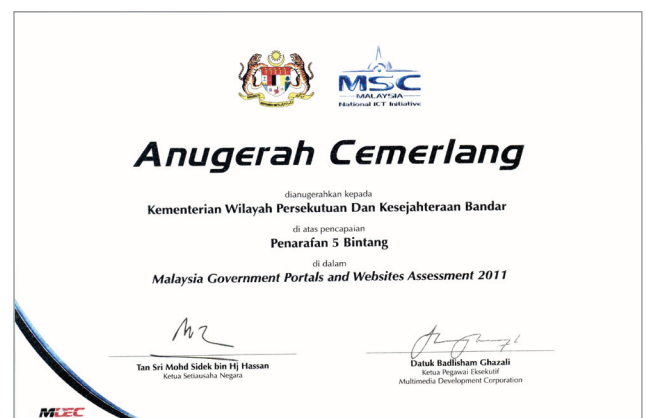 MSC
MALAYSIA
National ICT Initiative
Anugerah Cemerlang
dianugerahkan kepada
Kementerian Wilayah Persekutuan Dan Kesejahteraan Bandar
di atas pencapaian
Penarafan 5 Bintang
di dalam
Malaysia Government Portals and Websites Assessment 2011
Tan Sri Mohd Sidek bin Hj Hassan
Ketua Setiausaha Negara
Datuk Badlisham Ghazali
Ketua Pegawai Eksekutif
Multimedia Development Corporation